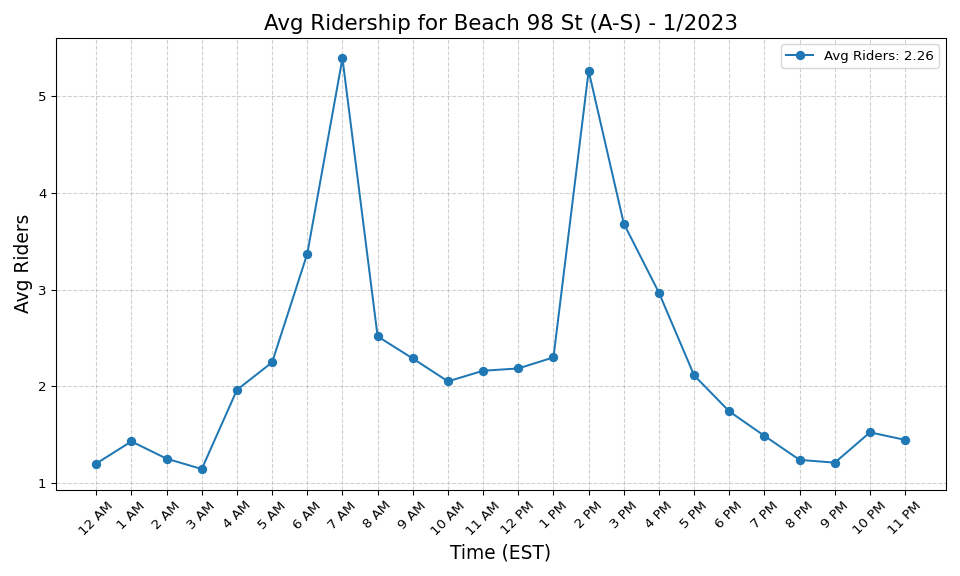 Avg Ridership for Beach 98 St (A-S) - 1/2023
Avg Riders: 2.26
Avg Riders
5
4
3
2
1
12 AM
1 AM
2 AM
3 AM
4 AM
5 AM
6 AM
7 AM
8 AM
9 AM
10 AM
11 AM
12 PM
1 PM
2 PM
3 PM
4 PM
5 PM
6 PM
7 PM
8 PM
9 PM
10 PM
11 PM
Time (EST)